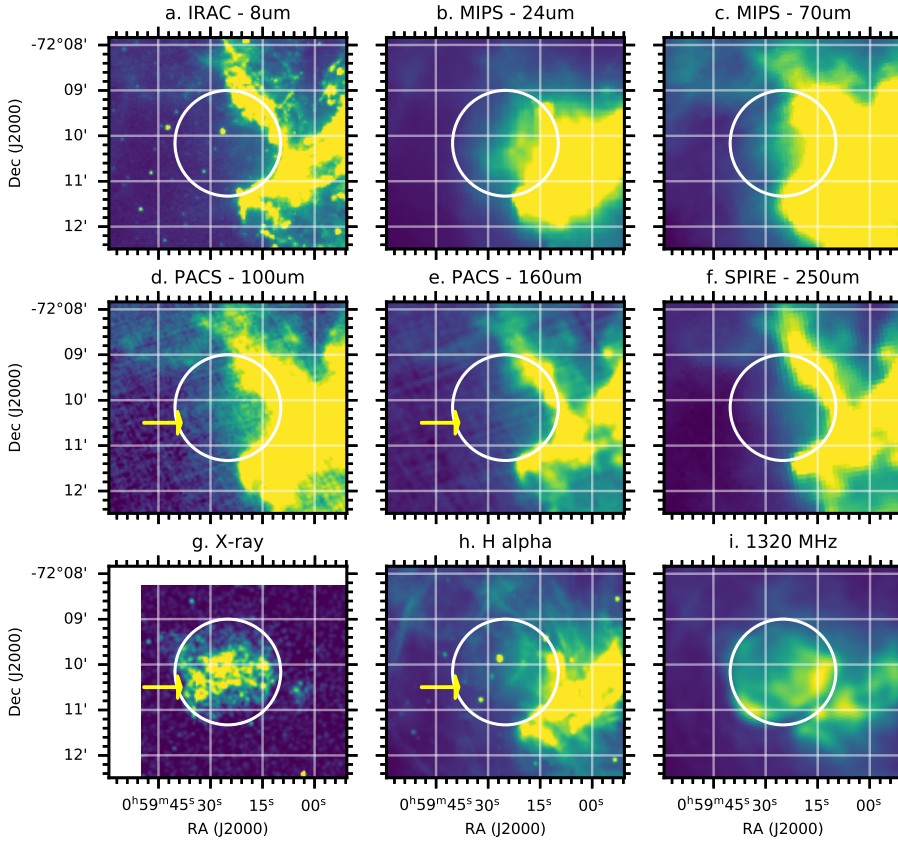 a. IRAC - 8um
b. MIPS - 24um
c. MIPS - 70um
-72°08'
09'
10'
11'
12'
Dec (J2000)
d. PACS - 100um
e. PACS - 160um
f. SPIRE - 250um
-72°08'
09'
10'
11'
12'
Dec (J2000)
g. X-ray
h. H alpha
i. 1320 MHz
-72°08'
09'
10'
11'
12'
Dec (J2000)
0ʰ59ᵐ45ˢ 30ˢ 15ˢ 00ˢ
0ʰ59ᵐ45ˢ 30ˢ 15ˢ 00ˢ
0ʰ59ᵐ45ˢ 30ˢ 15ˢ 00ˢ
RA (J2000)
RA (J2000)
RA (J2000)